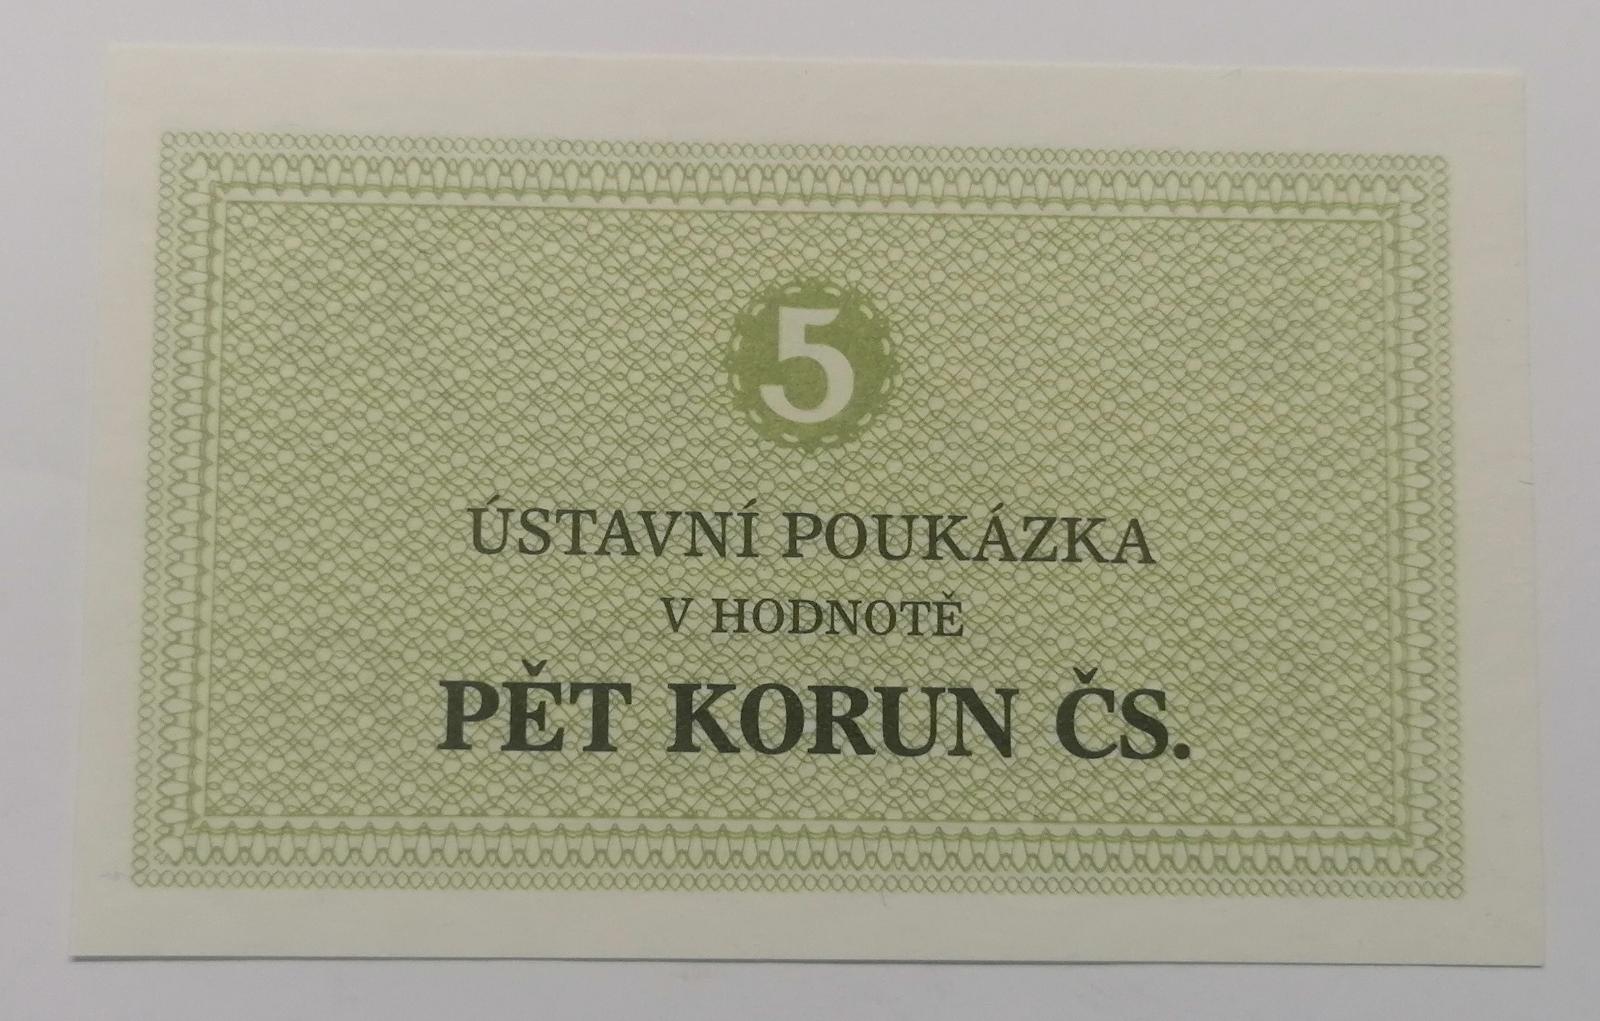 5
ÚSTAVNÍ POUKÁZKA
V HODNOTĚ
PĚT KORUN ČS.